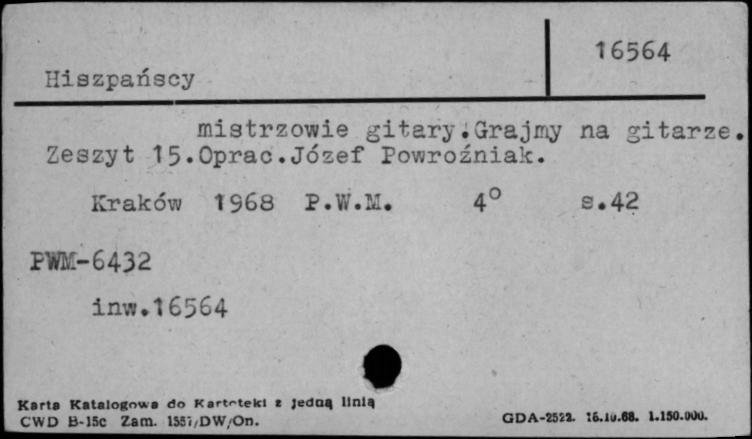 16564
Hiszpańscy
mistrzowie gitary.Grajmy na gitarze.
Zeszyt 15.Oprac.Józef Powroźniak.
Kraków 1968 P.W.M. 4° s.42
PWM-6432
inw.16564
Karta Katalogowa do Kartoteki z jedną linią
CWD B-15c Zam. 1557/DW/On.
GDA-2522. 16.10.68. 1.150.000.